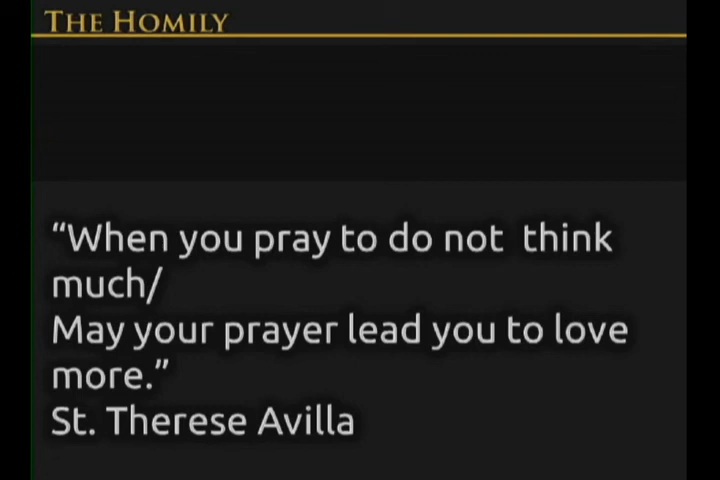 THE HOMILY
“When you pray to do not  think
much/
May your prayer lead you to love
more.”
St. Therese Avilla